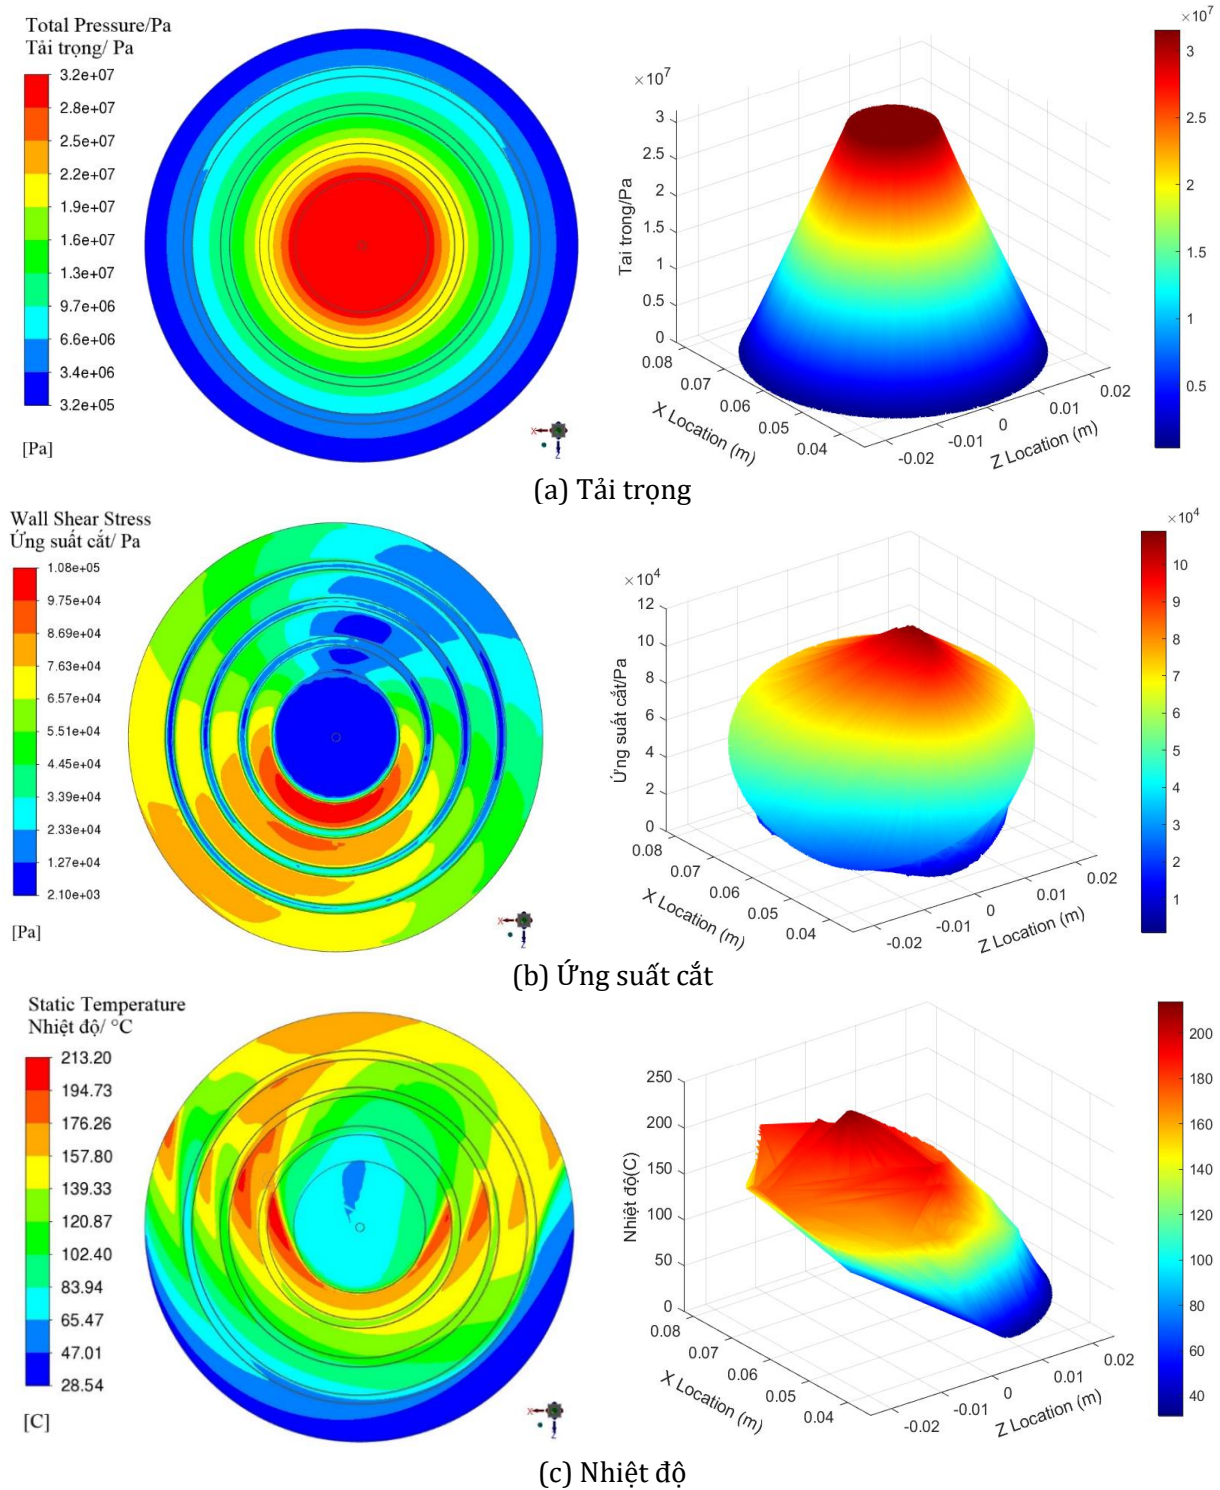 Total Pressure/Pa
Tải trọng/ Pa
3.2e+07
2.8e+07
2.5e+07
2.2e+07
1.9e+07
1.6e+07
1.3e+07
9.7e+06
6.6e+06
3.4e+06
3.2e+05
[Pa]
X
Z
×10⁷
3
2.5
2
1.5
1
0.5
0
Tai trong/Pa
0.08
0.07
0.06
0.05
0.04
X Location (m)
-0.02
-0.01
0
0.01
0.02
Z Location (m)
×10⁷
3
2.5
2
1.5
1
0.5
(a) Tải trọng
Wall Shear Stress
Ứng suất cắt/ Pa
1.08e+05
9.75e+04
8.69e+04
7.63e+04
6.57e+04
5.51e+04
4.45e+04
3.39e+04
2.33e+04
1.27e+04
2.10e+03
[Pa]
X
Z
×10⁴
12
10
8
6
4
2
0
Ứng suất cắt/Pa
0.08
0.07
0.06
0.05
0.04
X Location (m)
-0.02
-0.01
0
0.01
0.02
Z Location (m)
×10⁴
10
9
8
7
6
5
4
3
2
1
(b) Ứng suất cắt
Static Temperature
Nhiệt độ/ °C
213.20
194.73
176.26
157.80
139.33
120.87
102.40
83.94
65.47
47.01
28.54
[C]
X
Z
250
200
150
100
50
0
Nhiệt độ(C)
0.08
0.07
0.06
0.05
0.04
X Location (m)
-0.02
-0.01
0
0.01
0.02
Z Location (m)
200
180
160
140
120
100
80
60
40
(c) Nhiệt độ